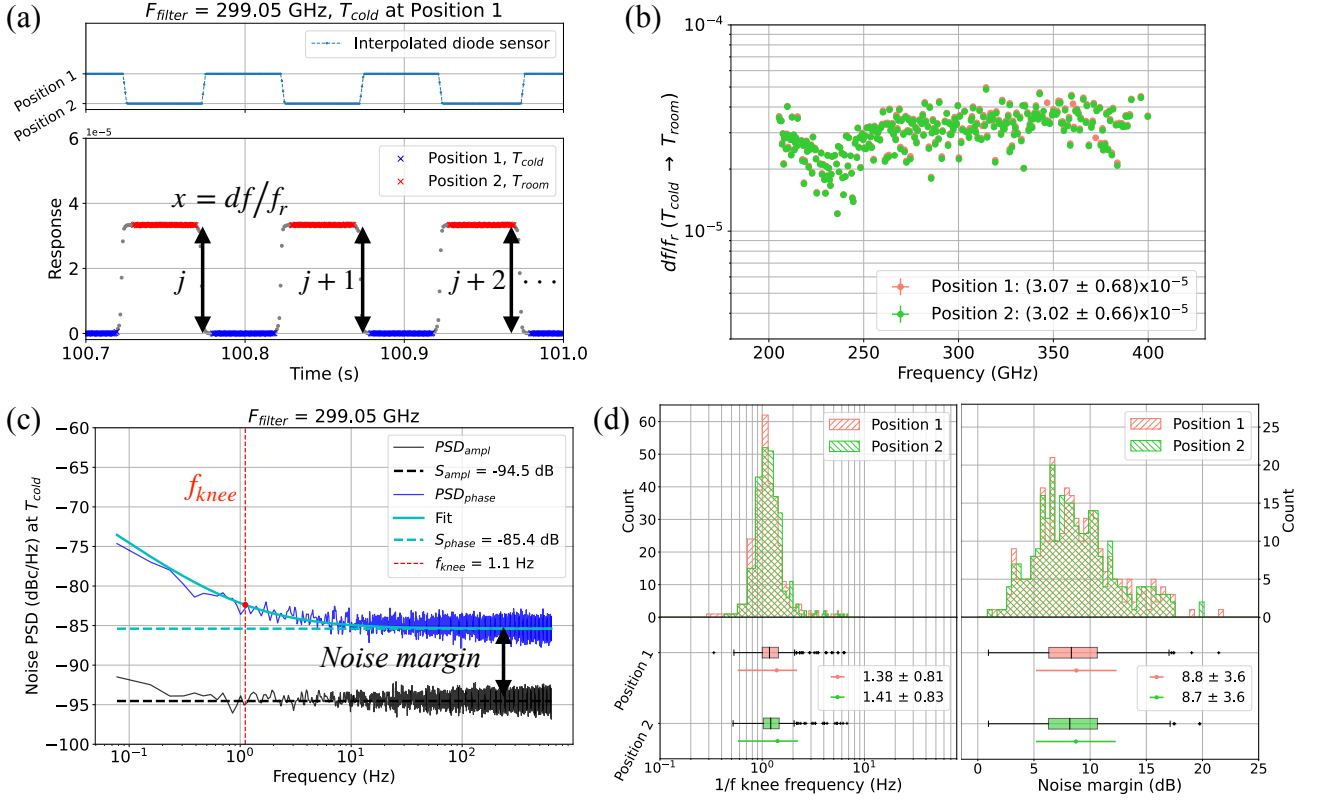 (a)
F_filter = 299.05 GHz, T_cold at Position 1
Interpolated diode sensor
Position 1
Position 2
1e−5
Position 1, T_cold
Position 2, T_room
x = df/f_r
6
4
2
0
Response
j
j + 1
j + 2 · · ·
100.7
100.8
100.9
101.0
Time (s)
(b)
10^−4
10^−5
df/f_r (T_cold → T_room)
Position 1: (3.07 ± 0.68)x10^−5
Position 2: (3.02 ± 0.66)x10^−5
200
250
300
350
400
Frequency (GHz)
(c)
F_filter = 299.05 GHz
−60
−65
−70
−75
−80
−85
−90
−95
−100
Noise PSD (dBc/Hz) at T_cold
f_knee
PSD_ampl
S_ampl = -94.5 dB
PSD_phase
Fit
S_phase = -85.4 dB
f_knee = 1.1 Hz
Noise margin
10^−1
10^0
10^1
10^2
Frequency (Hz)
(d)
60
50
40
30
20
10
0
Count
Position 1
Position 2
Position 1
Position 2
1.38 ± 0.81
1.41 ± 0.83
10^−1
10^0
10^1
1/f knee frequency (Hz)
Position 1
Position 2
25
20
15
10
5
0
Count
8.8 ± 3.6
8.7 ± 3.6
0
5
10
15
20
25
Noise margin (dB)